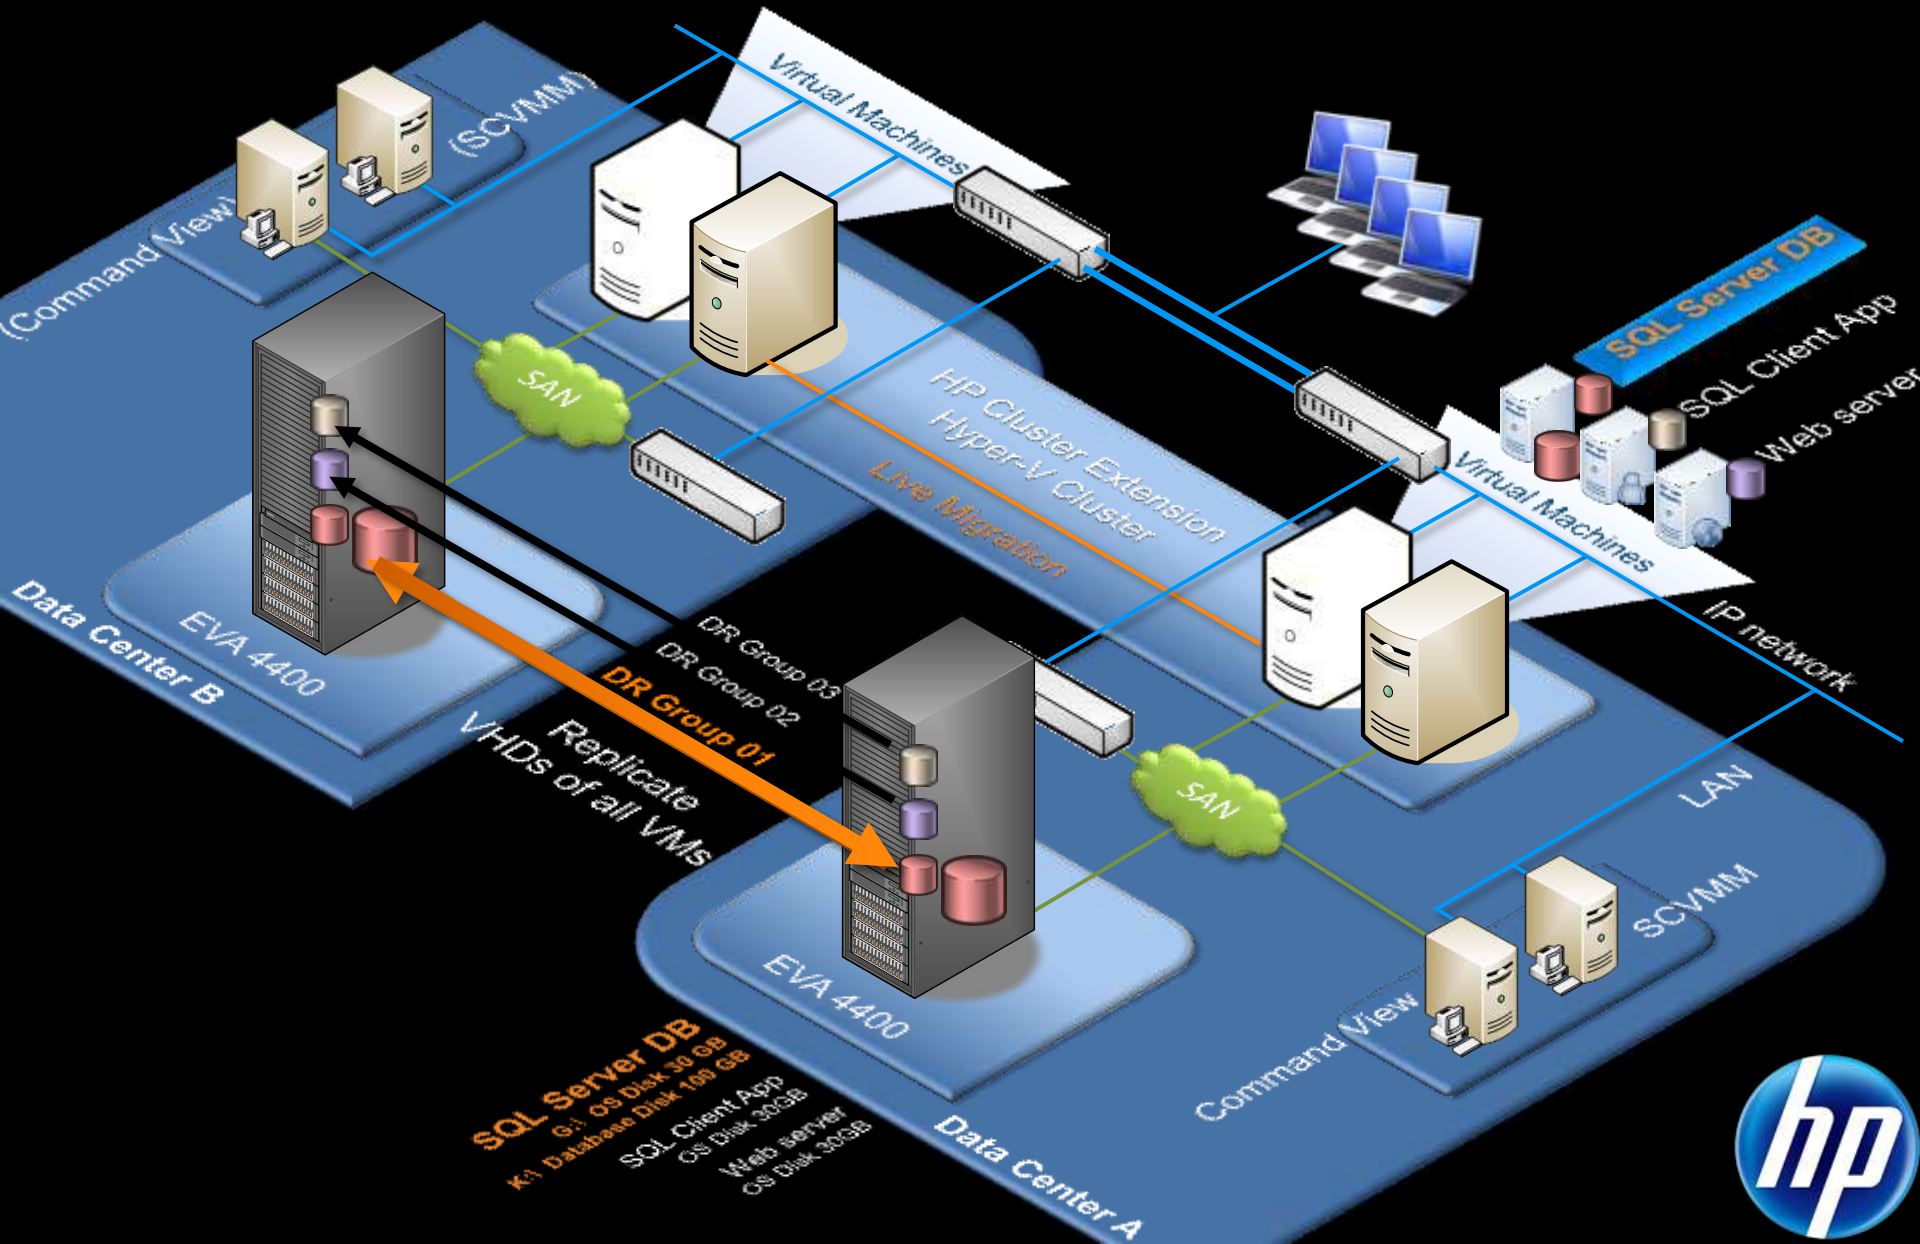 Virtual Machines
(SCVMM)
(Command View)
SAN
SQL Server DB
SQL Client App
Web server
HP Cluster Extension
Hyper-V Cluster
Live Migration
Virtual Machines
IP network
EVA 4400
Data Center B
DR Group 03
DR Group 02
DR Group 01
Replicate
VHDs of all VMs
SAN
LAN
SCVMM
Command View
EVA 4400
Data Center A
SQL Server DB
G:\ OS Disk 30 GB
K:\ Database Disk 100 GB
SQL Client App
OS Disk 30GB
Web server
OS Disk 30GB
hp